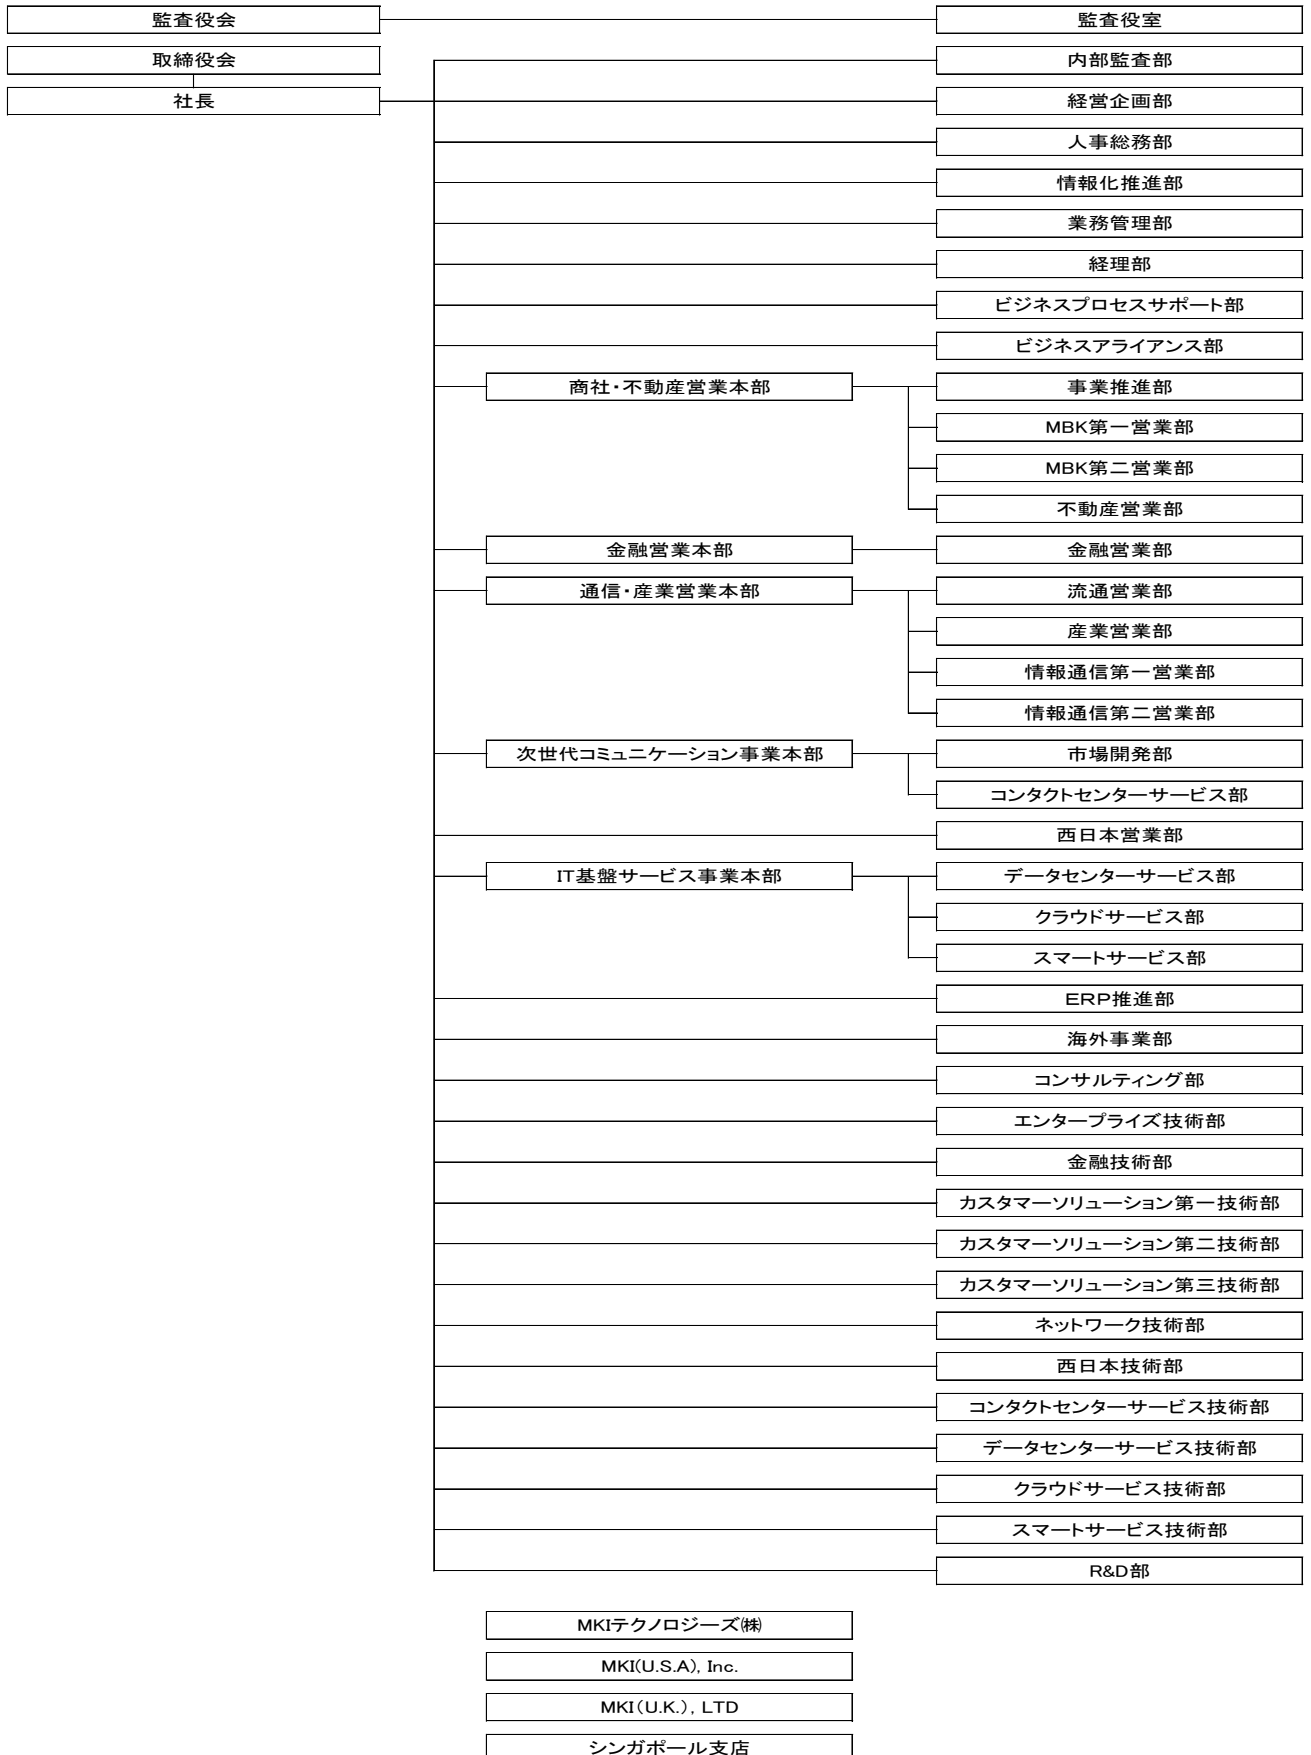 監査役会 監査役室
取締役会 内部監査部
社長 経営企画部
人事総務部
情報化推進部
業務管理部
経理部
ビジネスプロセスサポート部
ビジネスアライアンス部
商社・不動産営業本部 事業推進部
MBK第一営業部
MBK第二営業部
不動産営業部
金融営業本部 金融営業部
通信・産業営業本部 流通営業部
産業営業部
情報通信第一営業部
情報通信第二営業部
次世代コミュニケーション事業本部 市場開発部
コンタクトセンターサービス部
西日本営業部
IT基盤サービス事業本部 データセンターサービス部
クラウドサービス部
スマートサービス部
ERP推進部
海外事業部
コンサルティング部
エンタープライズ技術部
金融技術部
カスタマーソリューション第一技術部
カスタマーソリューション第二技術部
カスタマーソリューション第三技術部
ネットワーク技術部
西日本技術部
コンタクトセンターサービス技術部
データセンターサービス技術部
クラウドサービス技術部
スマートサービス技術部
R&D部
MKIテクノロジーズ㈱
MKI(U.S.A), Inc.
MKI(U.K.), LTD
シンガポール支店